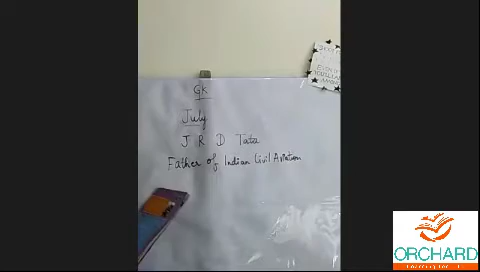 GK
July
J R D Tata
Father of Indian Civil Aviation
ORCHARD